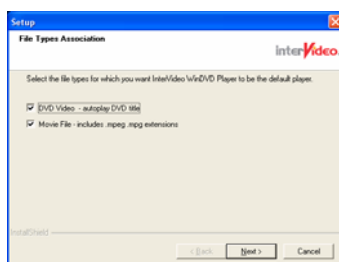 Setup
File Types Association
interVideo.
Select the file types for which you want InterVideo WinDVD Player to be the default player.
DVD Video - autoplay DVD title
Movie File - includes .mpeg .mpg extensions
InstallShield
< Back
Next >
Cancel